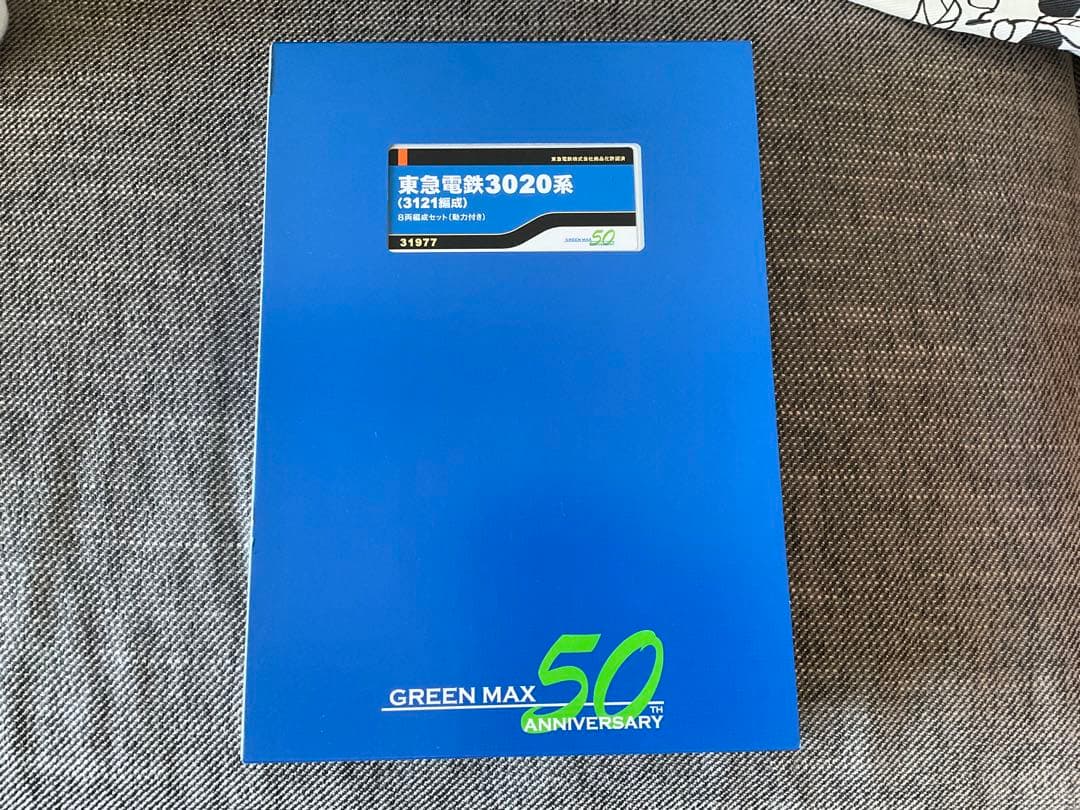 東急電鉄株式会社商品化許諾済
東急電鉄3020系
(3121編成)
8両編成セット(動力付き)
31977
GREEN MAX 50
GREEN MAX 50TH
ANNIVERSARY